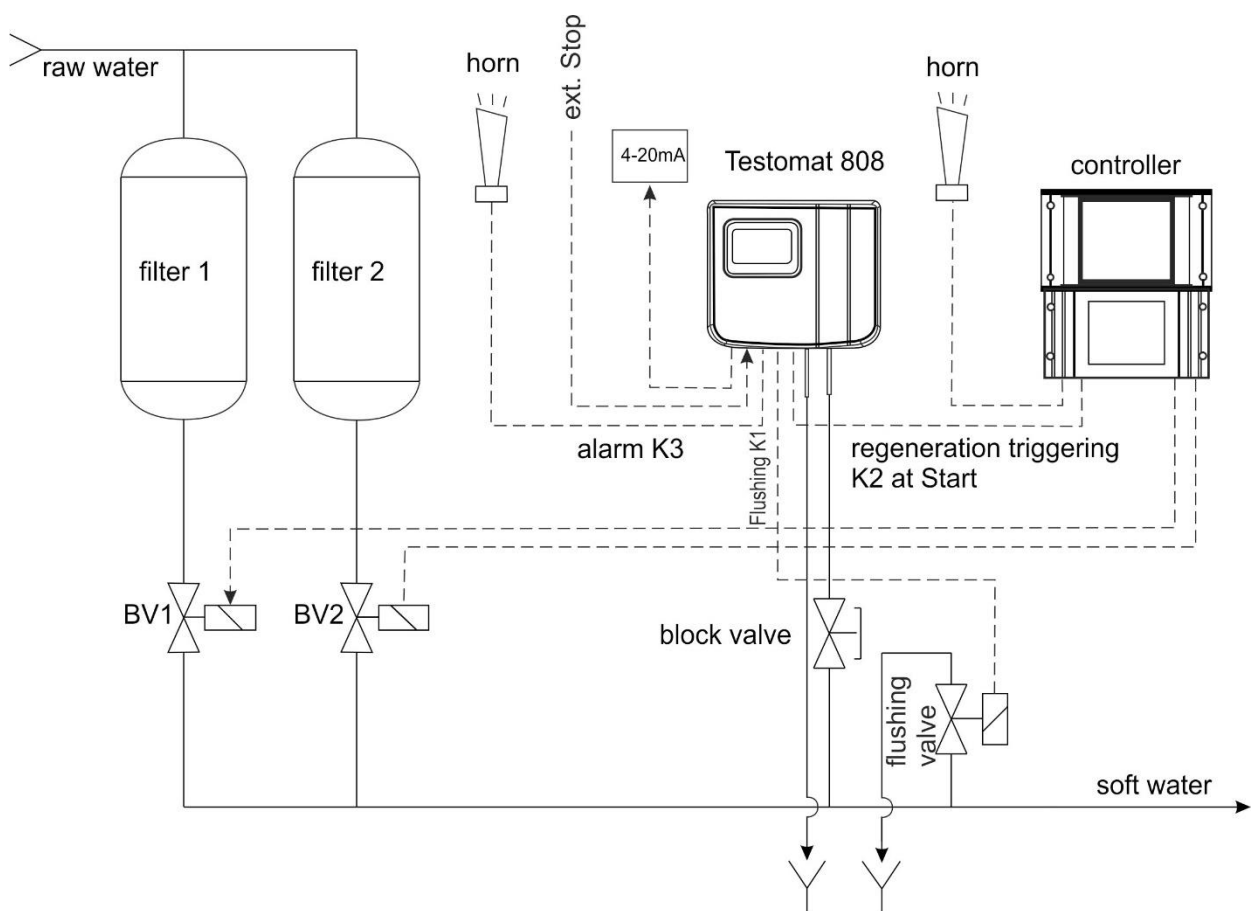 raw water
horn
ext. Stop
4-20mA
Testomat 808
horn
controller
filter 1
filter 2
alarm K3
Flushing K1
regeneration triggering
K2 at Start
BV1
BV2
block valve
flushing
valve
soft water